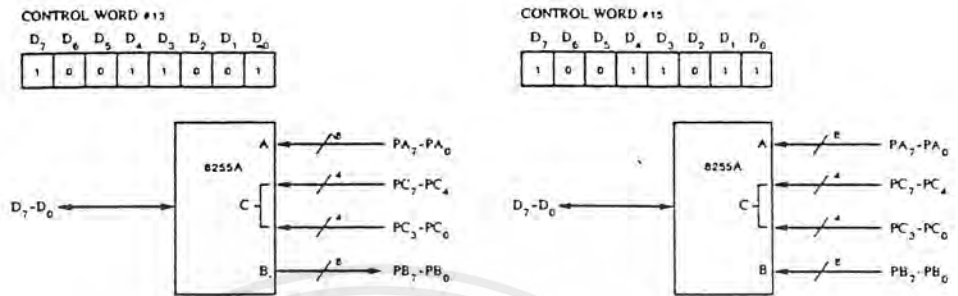 CONTROL WORD #13
D7 D6 D5 D4 D3 D2 D1 D0
1 0 0 1 1 0 0 1
A
8255A
8
PA7-PA0
4
PC7-PC4
D7-D0
C
4
PC3-PC0
B
8
PB7-PB0
CONTROL WORD #15
D7 D6 D5 D4 D3 D2 D1 D0
1 0 0 1 1 0 1 1
A
8255A
8
PA7-PA0
4
PC7-PC4
D7-D0
C
4
PC3-PC0
B
8
PB7-PB0